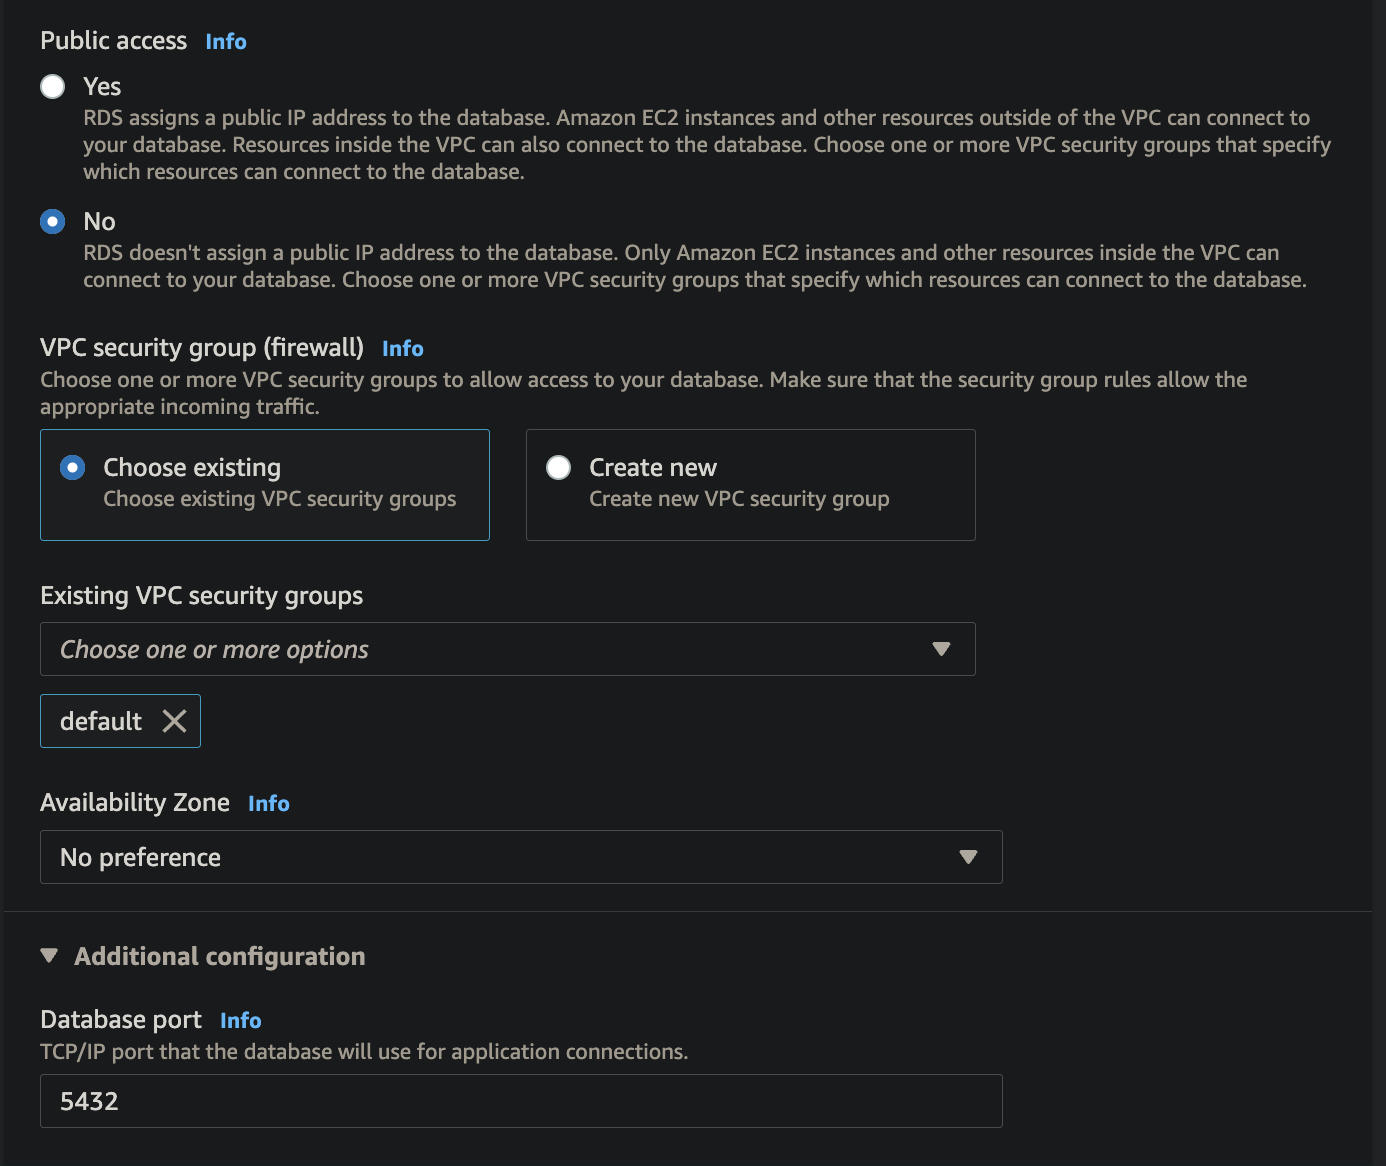 Public access Info
Yes
RDS assigns a public IP address to the database. Amazon EC2 instances and other resources outside of the VPC can connect to
your database. Resources inside the VPC can also connect to the database. Choose one or more VPC security groups that specify
which resources can connect to the database.
No
RDS doesn't assign a public IP address to the database. Only Amazon EC2 instances and other resources inside the VPC can
connect to your database. Choose one or more VPC security groups that specify which resources can connect to the database.
VPC security group (firewall) Info
Choose one or more VPC security groups to allow access to your database. Make sure that the security group rules allow the
appropriate incoming traffic.
Choose existing
Choose existing VPC security groups
Create new
Create new VPC security group
Existing VPC security groups
Choose one or more options
default
Availability Zone Info
No preference
Additional configuration
Database port Info
TCP/IP port that the database will use for application connections.
5432